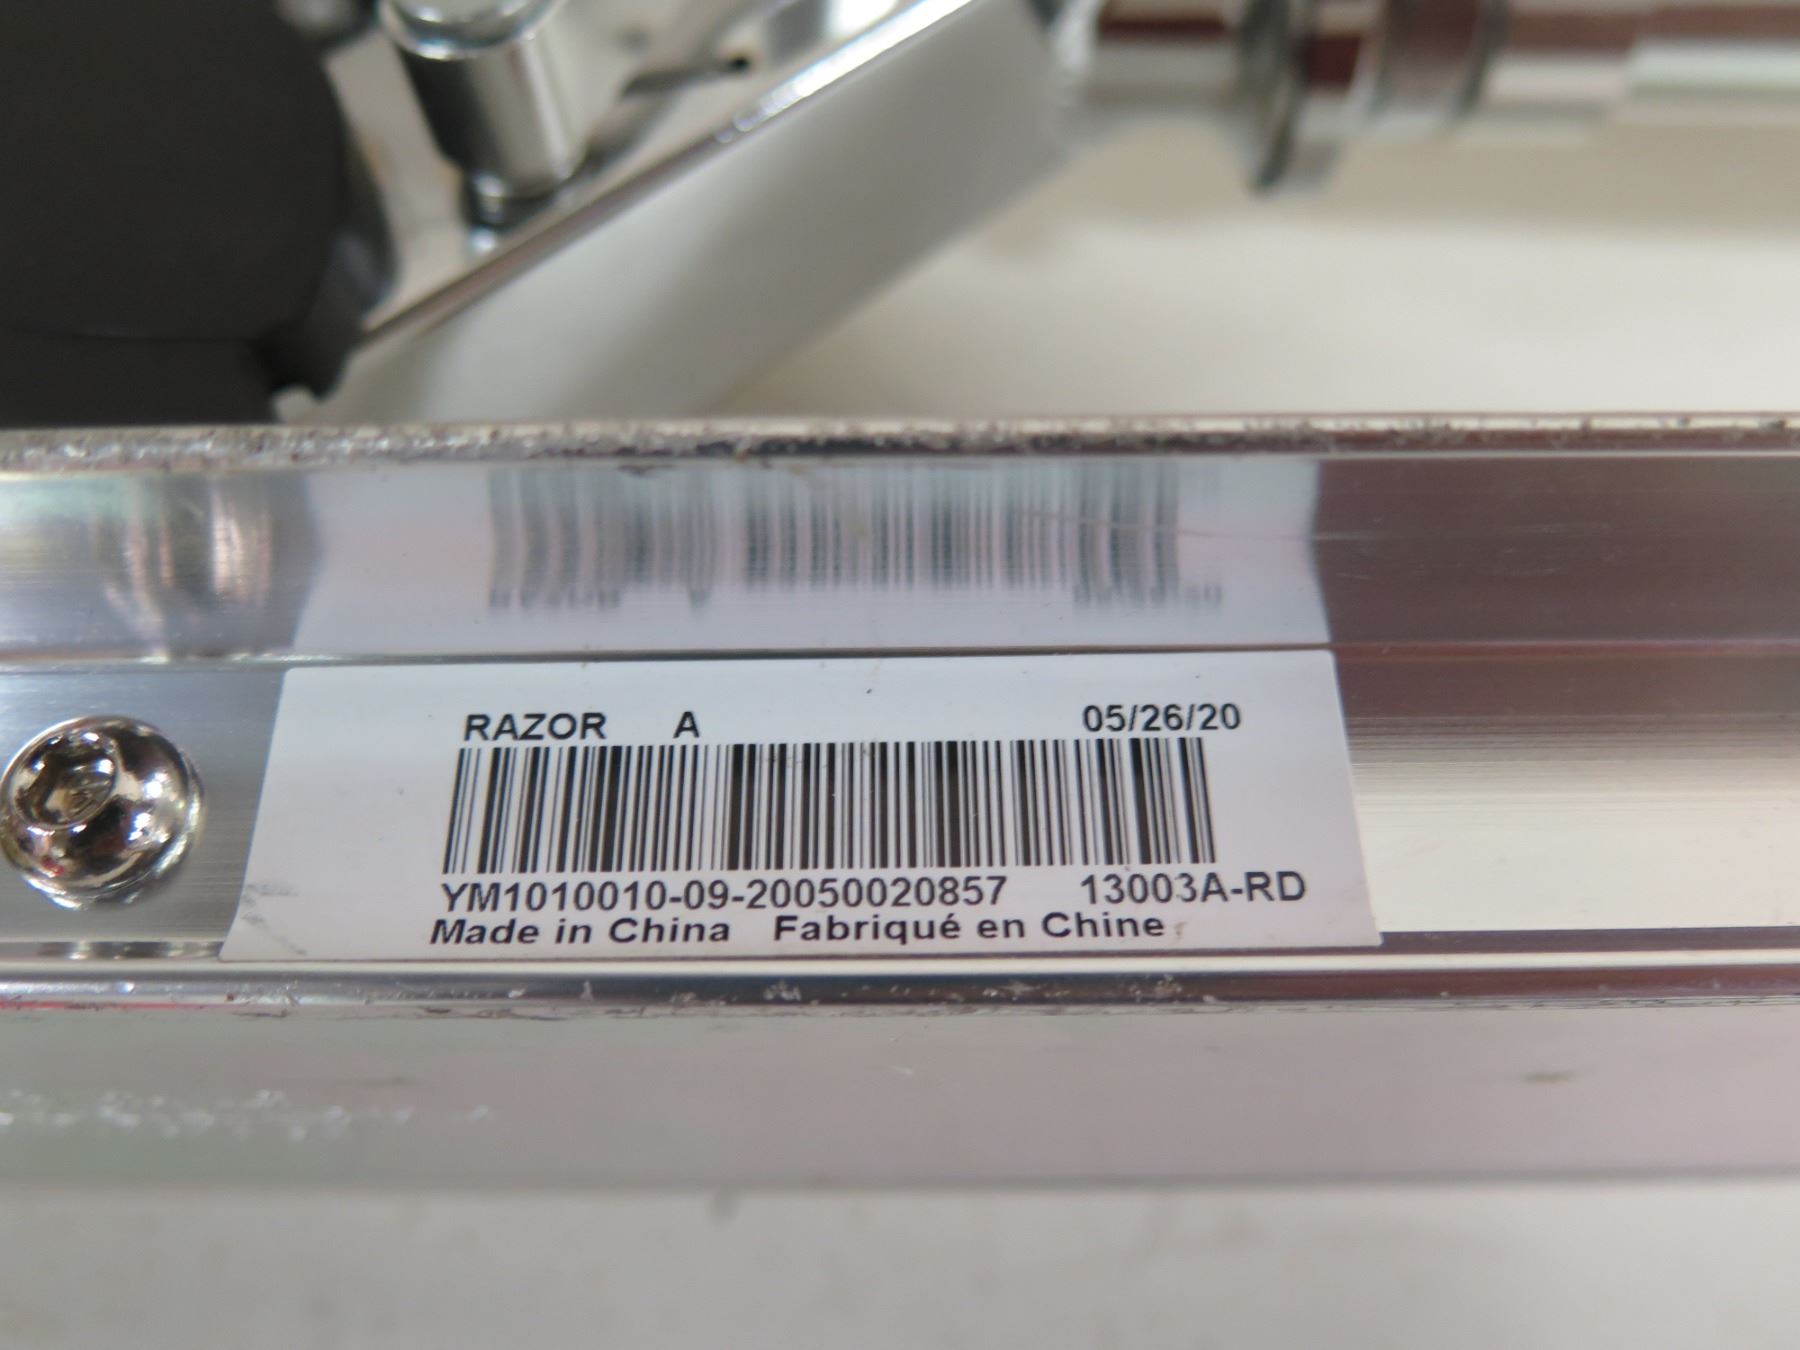 RAZOR A 05/26/20
YM1010010-09-20050020857 13003A-RD
Made in China Fabriqué en Chine